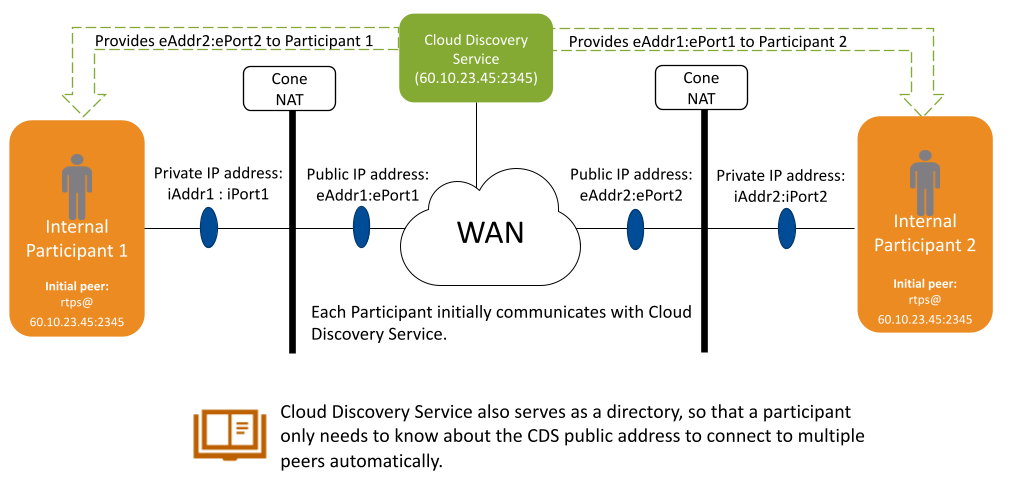 Provides eAddr2:ePort2 to Participant 1
Cloud Discovery
Service
(60.10.23.45:2345)
Provides eAddr1:ePort1 to Participant 2
Cone
NAT
Cone
NAT
Private IP address:
iAddr1 : iPort1
Public IP address:
eAddr1:ePort1
Public IP address:
eAddr2:ePort2
Private IP address:
iAddr2:iPort2
Internal
Participant 1
Initial peer:
rtps@
60.10.23.45:2345
WAN
Internal
Participant 2
Initial peer:
rtps@
60.10.23.45:2345
Each Participant initially communicates with Cloud
Discovery Service.
Cloud Discovery Service also serves as a directory, so that a participant
only needs to know about the CDS public address to connect to multiple
peers automatically.